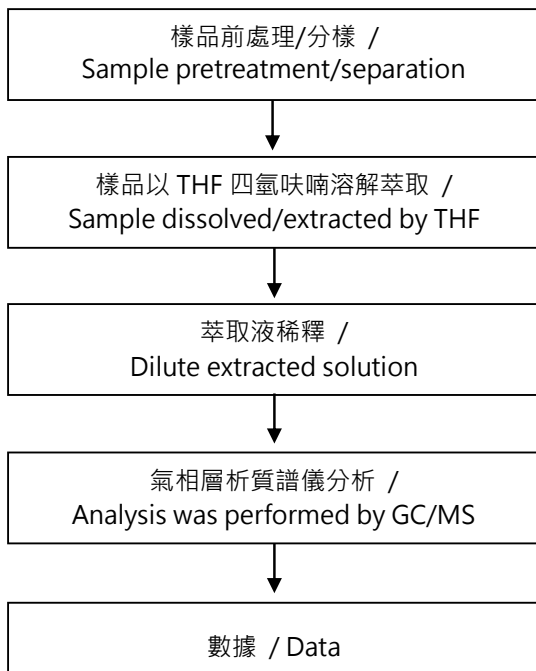 樣品前處理/分樣 /
Sample pretreatment/separation
樣品以 THF 四氫呋喃溶解萃取 /
Sample dissolved/extracted by THF
萃取液稀釋 /
Dilute extracted solution
氣相層析質譜儀分析 /
Analysis was performed by GC/MS
數據 / Data